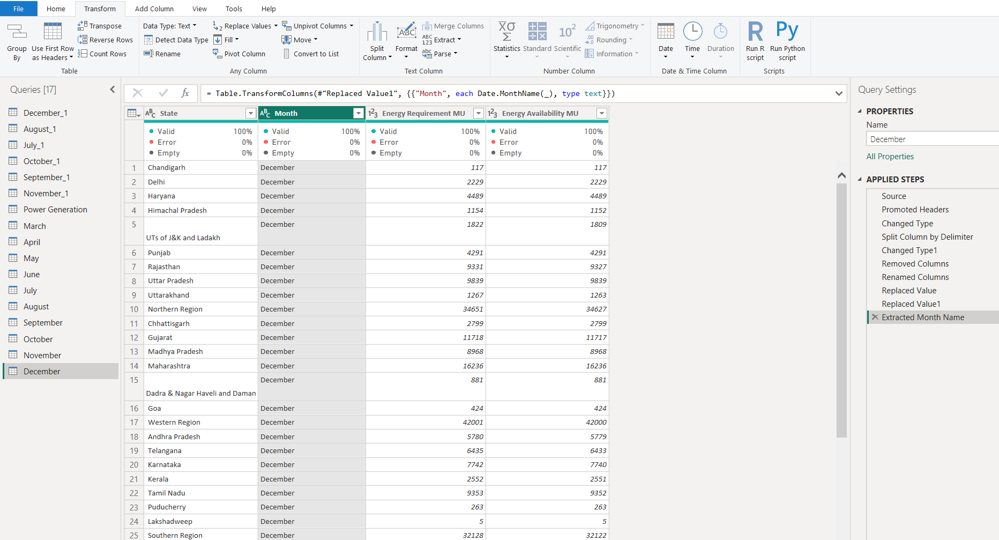 File Home Transform Add Column View Tools Help
Group By
Use First Row as Headers
Transpose
Reverse Rows
Count Rows
Table
Data Type: Text
Detect Data Type
Rename
1 2 Replace Values
Fill
Pivot Column
Unpivot Columns
Move
Convert to List
Any Column
Split Column
ABC Format
Merge Columns
ABC 123 Extract
abc Parse
Text Column
XΣσ Statistics
Standard
10² Scientific
Trigonometry
.00 Rounding
Information
Number Column
Date
Time
Duration
Date & Time Column
R Run R script
Py Run Python script
Scripts
Queries [17]
December_1
August_1
July_1
October_1
September_1
November_1
Power Generation
March
April
May
June
July
August
September
October
November
December
fx = Table.TransformColumns(#"Replaced Value1", {{"Month", each Date.MonthName(_), type text}})
ABC State ABC Month 123 Energy Requirement MU 123 Energy Availability MU
Valid 100% Valid 100% Valid 100% Valid 100%
Error 0% Error 0% Error 0% Error 0%
Empty 0% Empty 0% Empty 0% Empty 0%
1 Chandigarh December 117 117
2 Delhi December 2229 2229
3 Haryana December 4489 4489
4 Himachal Pradesh December 1154 1152
5 December 1822 1809
UTs of J&K and Ladakh
6 Punjab December 4291 4291
7 Rajasthan December 9331 9327
8 Uttar Pradesh December 9839 9839
9 Uttarakhand December 1267 1263
10 Northern Region December 34651 34627
11 Chhattisgarh December 2799 2799
12 Gujarat December 11718 11717
13 Madhya Pradesh December 8968 8968
14 Maharashtra December 16236 16236
15 December 881 881
Dadra & Nagar Haveli and Daman
16 Goa December 424 424
17 Western Region December 42001 42000
18 Andhra Pradesh December 5780 5779
19 Telangana December 6435 6433
20 Karnataka December 7742 7740
21 Kerala December 2552 2551
22 Tamil Nadu December 9353 9352
23 Puducherry December 263 263
24 Lakshadweep December 5 5
25 Southern Region December 32128 32122
Query Settings
PROPERTIES
Name
December
All Properties
APPLIED STEPS
Source
Promoted Headers
Changed Type
Split Column by Delimiter
Changed Type1
Removed Columns
Renamed Columns
Replaced Value
Replaced Value1
Extracted Month Name